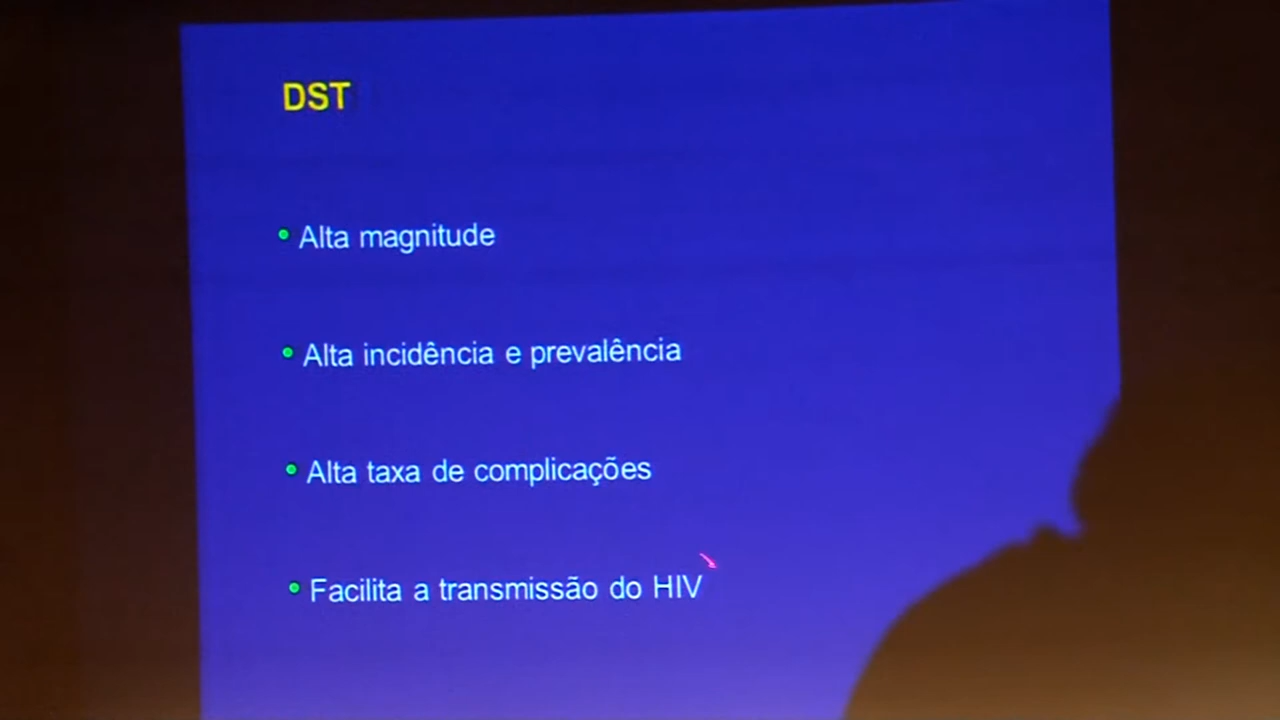 DST
• Alta magnitude
• Alta incidência e prevalência
• Alta taxa de complicações
• Facilita a transmissão do HIV